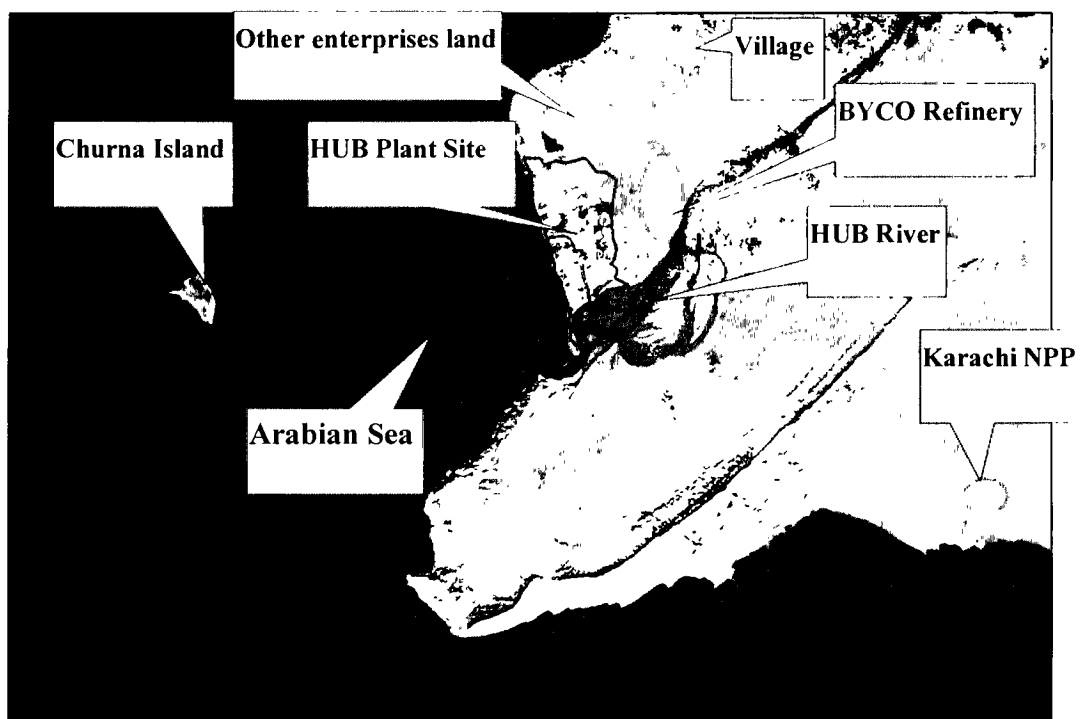 Other enterprises land
Village
BYCO Refinery
Churna Island
HUB Plant Site
HUB River
Karachi NPP
Arabian Sea